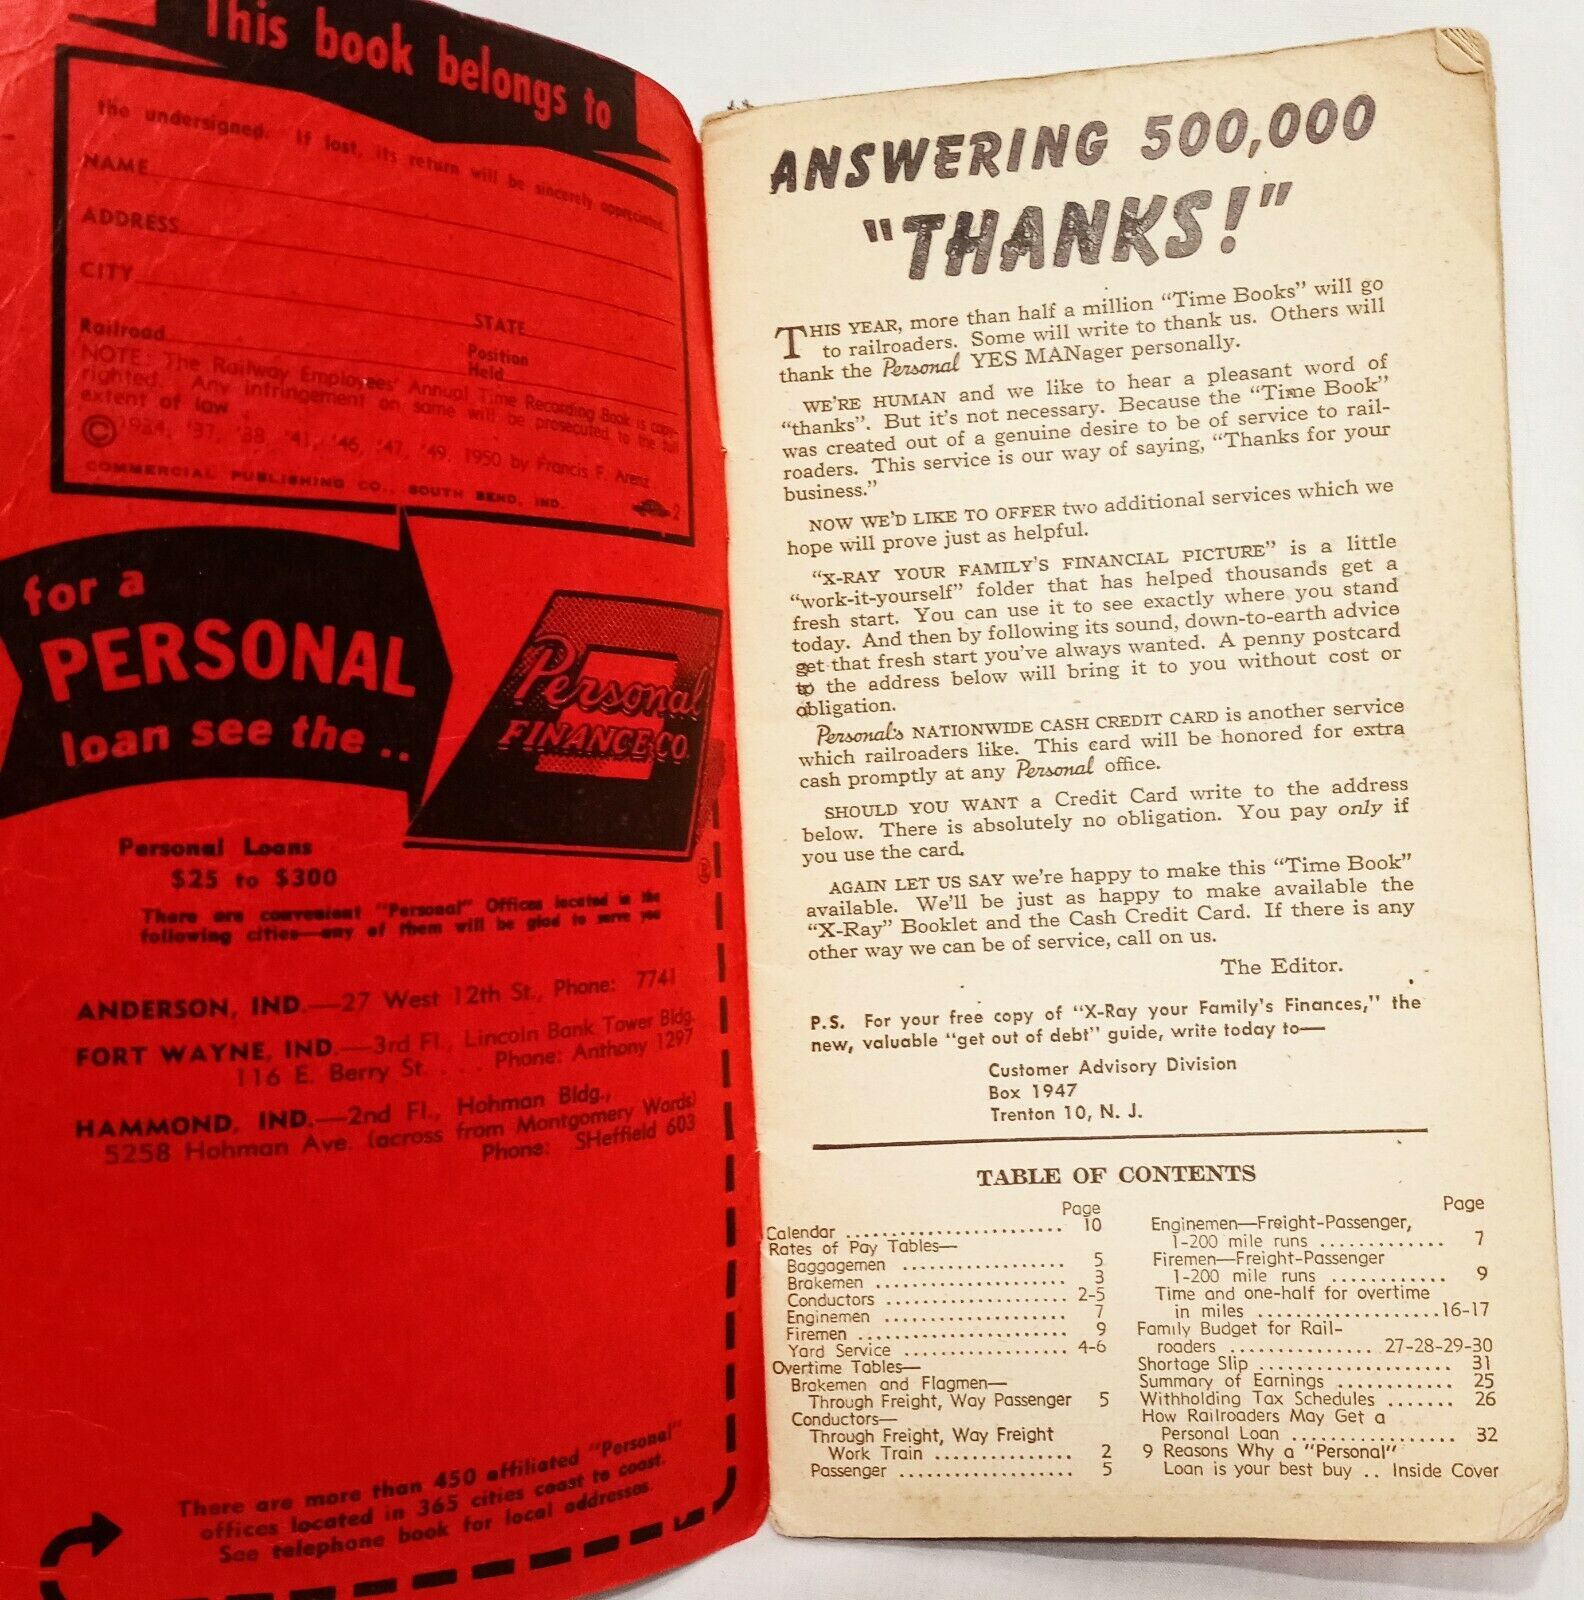 This book belongs to
the undersigned. If lost, its return will be sincerely appreciated.
NAME
ADDRESS
CITY
STATE
Railroad
Position
Held
NOTE: The Railway Employees' Annual Time Recording Book is copy-
righted. Any infringement on same will be prosecuted to the full
extent of law
'37, '38, '41, '46, '47, '49, 1950 by Francis F. Arenz
COMMERCIAL PUBLISHING CO., SOUTH BEND, IND.
2
for a
PERSONAL
loan see the ..
Personal
FINANCE CO.
Personal Loans
$25 to $300
There are convenient "Personal" Offices located in the
following cities—any of them will be glad to serve you
ANDERSON, IND.—27 West 12th St., Phone: 7741
FORT WAYNE, IND.—3rd Fl., Lincoln Bank Tower Bldg.
116 E. Berry St. . . Phone: Anthony 1297
HAMMOND, IND.—2nd Fl., Hohman Bldg.,
5258 Hohman Ave. (across from Montgomery Wards)
Phone: SHeffield 603
There are more than 450 affiliated "Personal"
offices located in 365 cities coast to coast.
See telephone book for local addresses.
ANSWERING 500,000
"THANKS!"
THIS YEAR, more than half a million "Time Books" will go
to railroaders. Some will write to thank us. Others will
thank the Personal YES MANager personally.
WE'RE HUMAN and we like to hear a pleasant word of
"thanks". But it's not necessary. Because the "Time Book"
was created out of a genuine desire to be of service to rail-
roaders. This service is our way of saying, "Thanks for your
business."
NOW WE'D LIKE TO OFFER two additional services which we
hope will prove just as helpful.
"X-RAY YOUR FAMILY'S FINANCIAL PICTURE" is a little
"work-it-yourself" folder that has helped thousands get a
fresh start. You can use it to see exactly where you stand
today. And then by following its sound, down-to-earth advice
get that fresh start you've always wanted. A penny postcard
to the address below will bring it to you without cost or
obligation.
Personal's NATIONWIDE CASH CREDIT CARD is another service
which railroaders like. This card will be honored for extra
cash promptly at any Personal office.
SHOULD YOU WANT a Credit Card write to the address
below. There is absolutely no obligation. You pay only if
you use the card.
AGAIN LET US SAY we're happy to make this "Time Book"
available. We'll be just as happy to make available the
"X-Ray" Booklet and the Cash Credit Card. If there is any
other way we can be of service, call on us.
The Editor.
P.S. For your free copy of "X-Ray your Family's Finances," the
new, valuable "get out of debt" guide, write today to—
Customer Advisory Division
Box 1947
Trenton 10, N. J.
TABLE OF CONTENTS
Page
Calendar ........................ 10
Rates of Pay Tables—
Baggagemen .................. 5
Brakemen ..................... 3
Conductors .................... 2-5
Enginemen .................... 7
Firemen ....................... 9
Yard Service .................. 4-6
Overtime Tables—
Brakemen and Flagmen—
Through Freight, Way Passenger 5
Conductors—
Through Freight, Way Freight
Work Train ............... 2
Passenger ................... 5
Page
Enginemen—Freight-Passenger,
1-200 mile runs ............. 7
Firemen—Freight-Passenger
1-200 mile runs ............ 9
Time and one-half for overtime
in miles ....................16-17
Family Budget for Rail-
roaders ............... 27-28-29-30
Shortage Slip ..................... 31
Summary of Earnings ............ 25
Withholding Tax Schedules ....... 26
How Railroaders May Get a
Personal Loan ................. 32
9 Reasons Why a "Personal"
Loan is your best buy .. Inside Cover